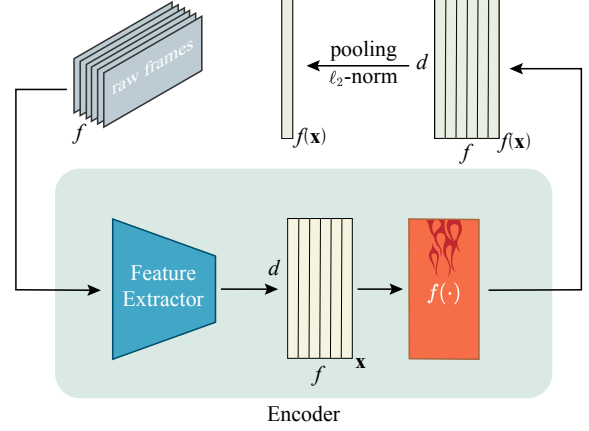 raw frames
f
pooling
ℓ₂-norm
f(x)
d
f
f(x)
Feature
Extractor
d
f
x
f(·)
Encoder